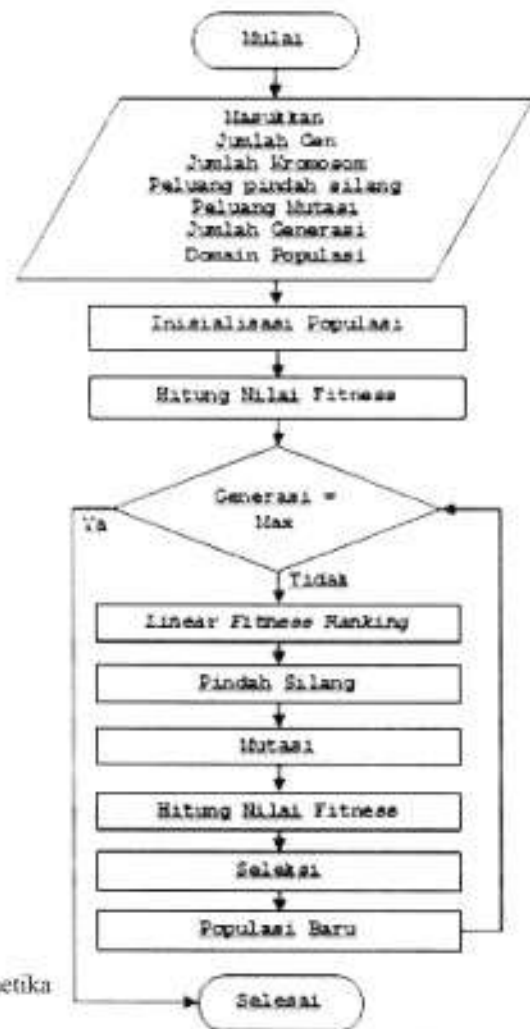 Mulai
Masukkan
Jumlah Gen
Jumlah Kromosom
Peluang pindah silang
Peluang Mutasi
Jumlah Generasi
Domain Populasi
Inisialisasi Populasi
Hitung Nilai Fitness
Generasi =
Max
Ya
Tidak
Linear Fitness Ranking
Pindah Silang
Mutasi
Hitung Nilai Fitness
Seleksi
Populasi Baru
etika
Selesai